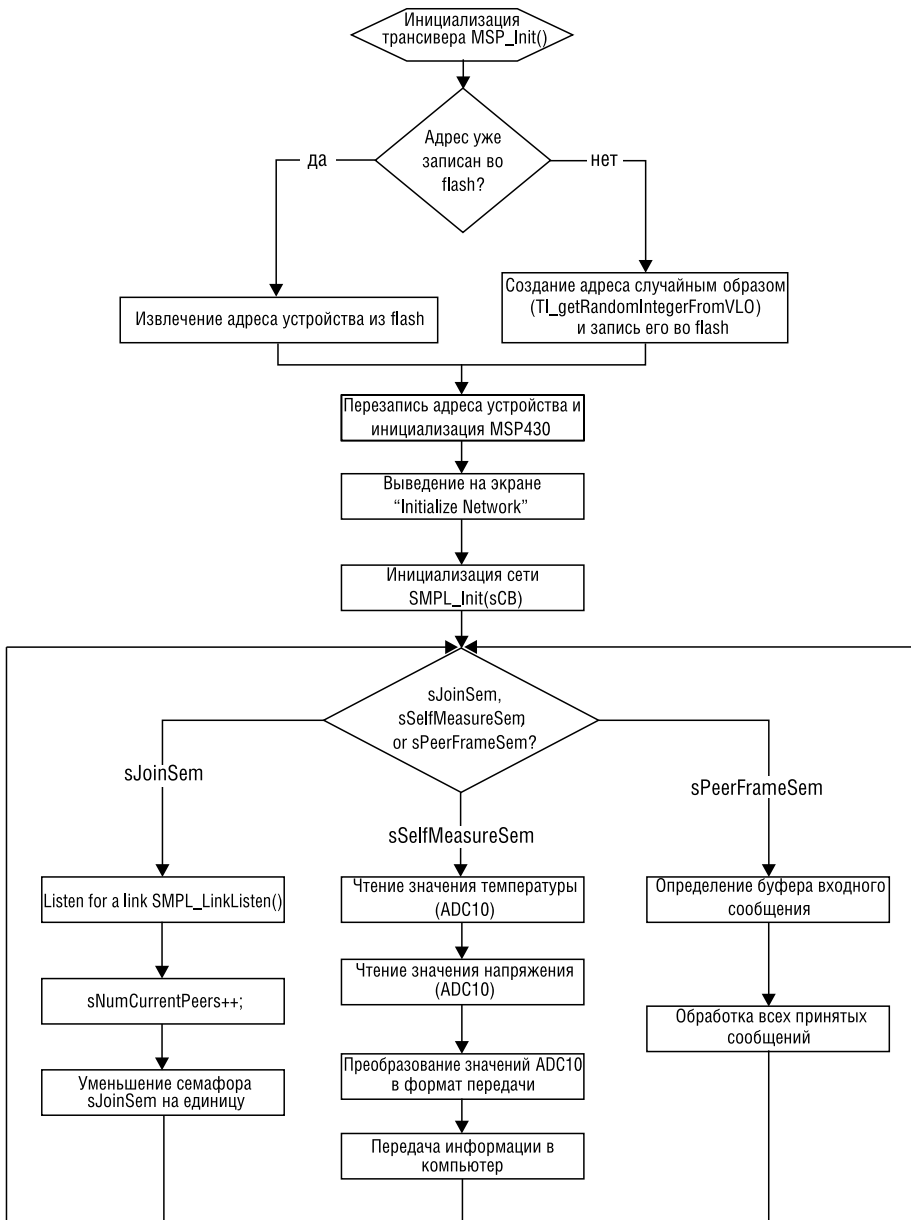 Инициализация
трансивера MSP_Init()
Адрес уже
записан во
flash?
да
нет
Извлечение адреса устройства из flash
Создание адреса случайным образом
(TI_getRandomIntegerFromVLO)
и запись его во flash
Перезапись адреса устройства и
инициализация MSP430
Выведение на экране
“Initialize Network”
Инициализация сети
SMPL_Init(sCB)
sJoinSem,
sSelfMeasureSem,
or sPeerFrameSem?
sJoinSem
sSelfMeasureSem
sPeerFrameSem
Listen for a link SMPL_LinkListen()
sNumCurrentPeers++;
Уменьшение семафора
sJoinSem на единицу
Чтение значения температуры
(ADC10)
Чтение значения напряжения
(ADC10)
Преобразование значений ADC10
в формат передачи
Передача информации в
компьютер
Определение буфера входного
сообщения
Обработка всех принятых
сообщений